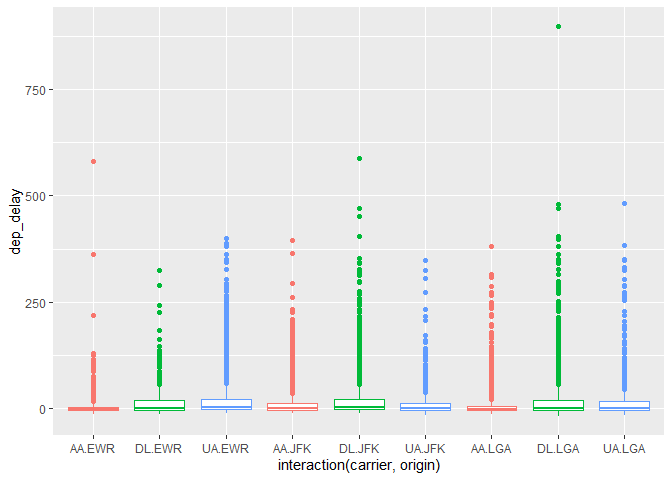 dep_delay
750
500
250
0
AA.EWR DL.EWR UA.EWR AA.JFK DL.JFK UA.JFK AA.LGA DL.LGA UA.LGA
interaction(carrier, origin)